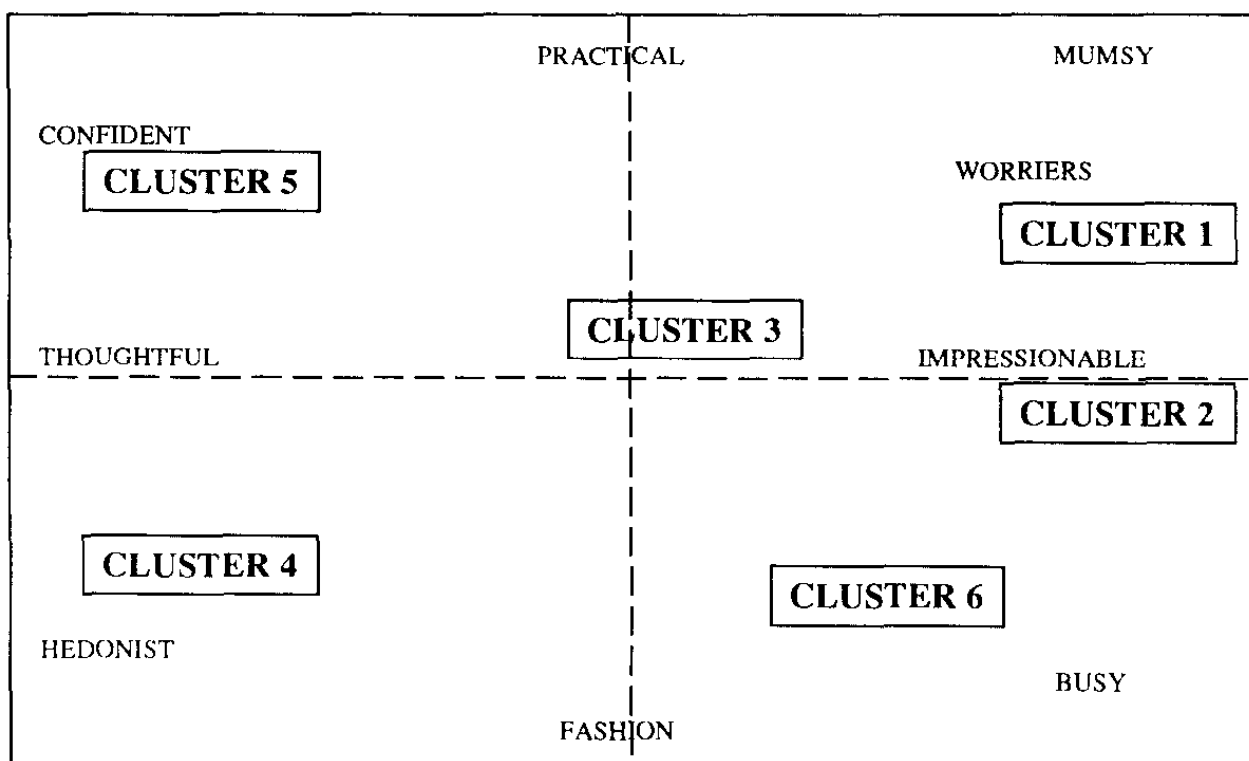 PRACTICAL MUMSY
CONFIDENT
CLUSTER 5
WORRIERS
CLUSTER 1
CLUSTER 3
THOUGHTFUL IMPRESSIONABLE
CLUSTER 2
CLUSTER 4
CLUSTER 6
HEDONIST
BUSY
FASHION